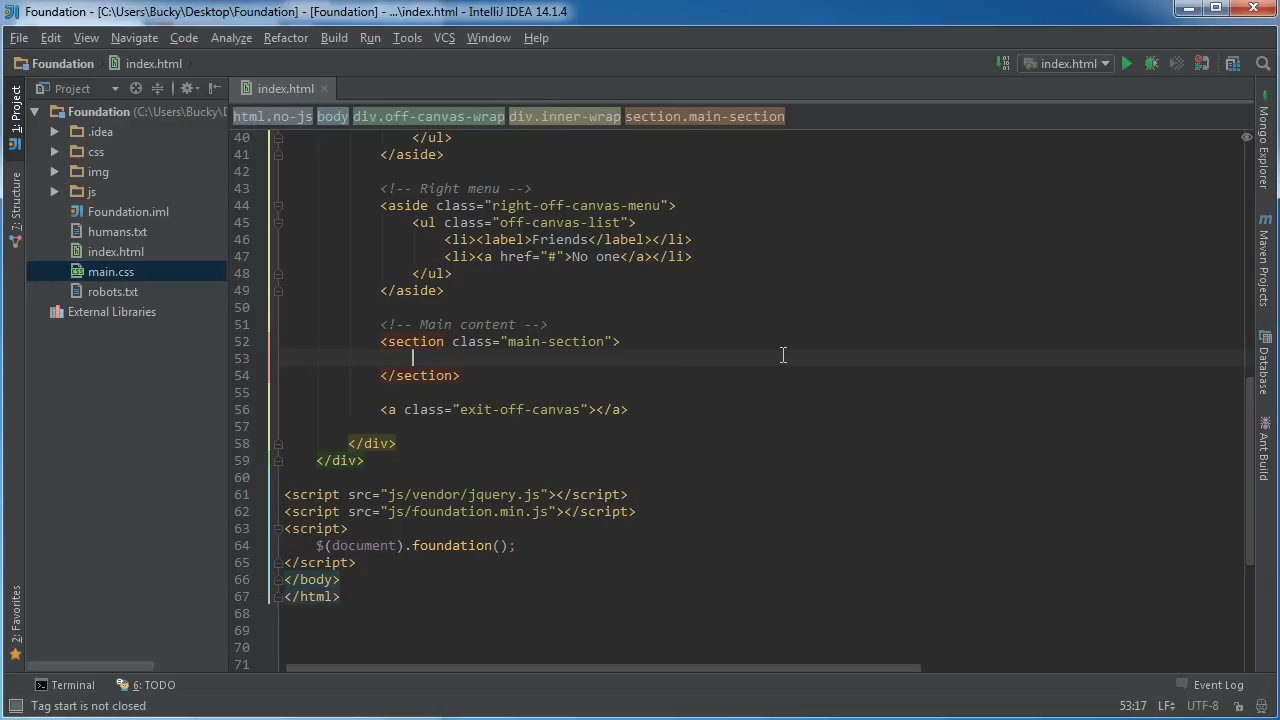 Foundation - [C:\Users\Bucky\Desktop\Foundation] - [Foundation] - ...\index.html - IntelliJ IDEA 14.1.4
File Edit View Navigate Code Analyze Refactor Build Run Tools VCS Window Help
Foundation index.html index.html
Project index.html
1: Project
7: Structure
2: Favorites
Foundation (C:\Users\Bucky\D
.idea
css
img
js
Foundation.iml
humans.txt
index.html
main.css
robots.txt
External Libraries
html.no-js body div.off-canvas-wrap div.inner-wrap section.main-section
40 </ul>
41 </aside>
42
43 <!-- Right menu -->
44 <aside class="right-off-canvas-menu">
45 <ul class="off-canvas-list">
46 <li><label>Friends</label></li>
47 <li><a href="#">No one</a></li>
48 </ul>
49 </aside>
50
51 <!-- Main content -->
52 <section class="main-section">
53
54 </section>
55
56 <a class="exit-off-canvas"></a>
57
58 </div>
59 </div>
60
61 <script src="js/vendor/jquery.js"></script>
62 <script src="js/foundation.min.js"></script>
63 <script>
64 $(document).foundation();
65 </script>
66 </body>
67 </html>
68
69
70
71
Mongo Explorer
Maven Projects
Database
Ant Build
Terminal 6: TODO Event Log
Tag start is not closed 53:17 LF UTF-8